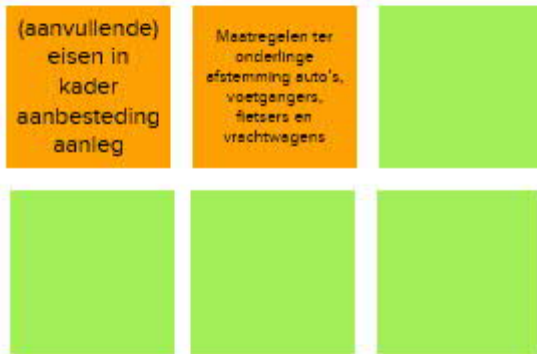 (aanvullende)
eisen in
kader
aanbesteding
aanleg
Maatregelen ter
onderlinge
afstemming auto's,
voetgangers,
fietsers en
vrachtwagens